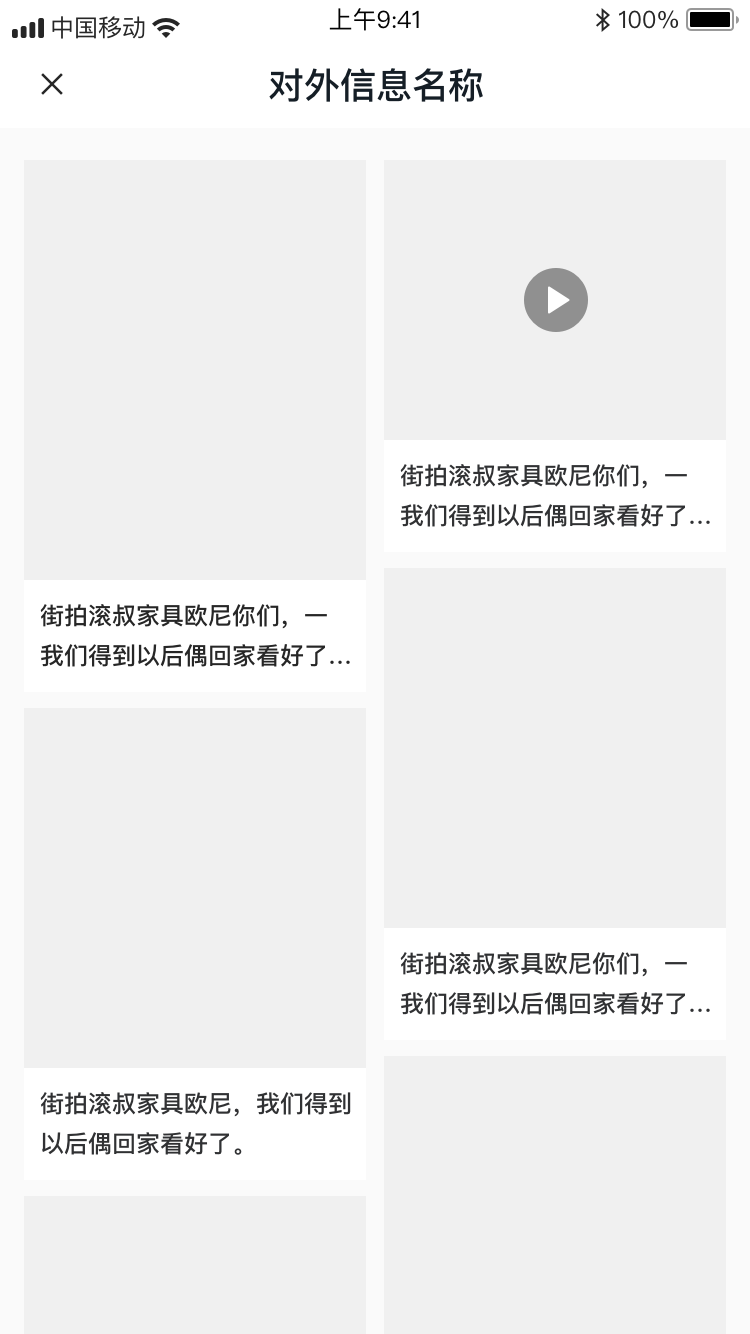 中国移动
上午9:41
100%
对外信息名称
街拍滚叔家具欧尼你们，一
我们得到以后偶回家看好了...
街拍滚叔家具欧尼你们，一
我们得到以后偶回家看好了...
街拍滚叔家具欧尼你们，一
我们得到以后偶回家看好了...
街拍滚叔家具欧尼，我们得到
以后偶回家看好了。